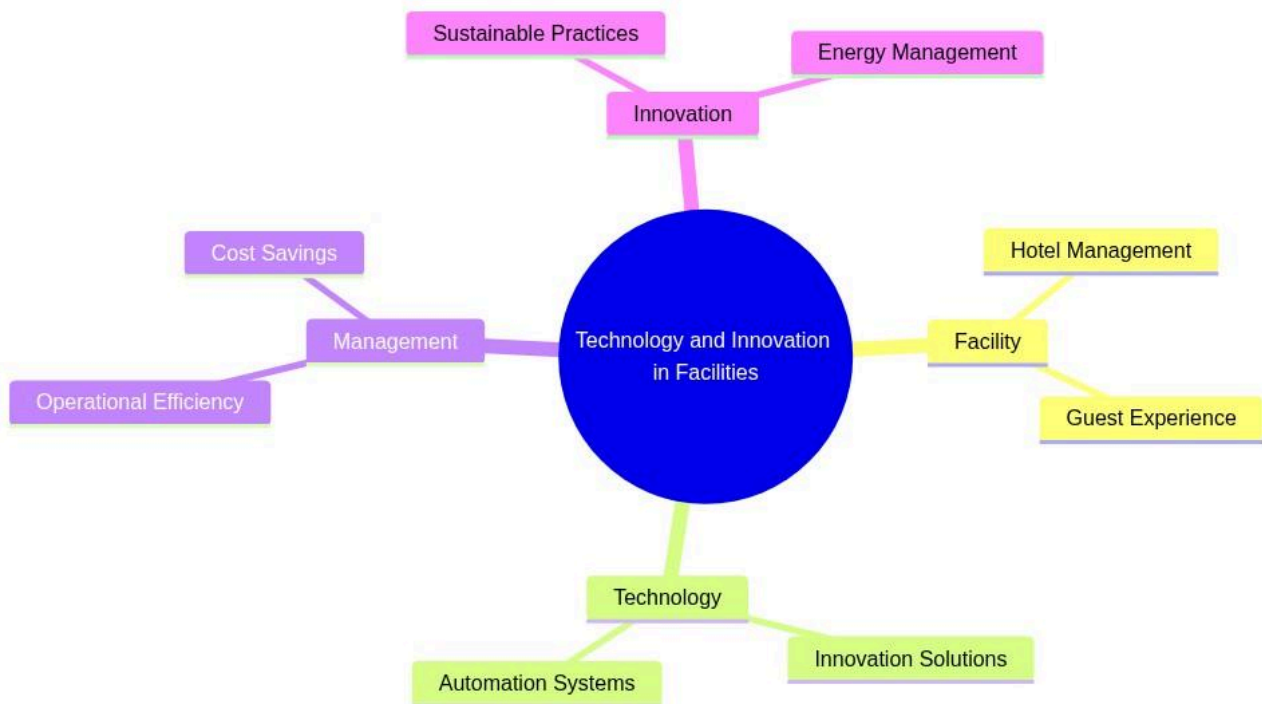 Sustainable Practices
Energy Management
Innovation
Cost Savings
Hotel Management
Management
Technology and Innovation
in Facilities
Facility
Operational Efficiency
Guest Experience
Technology
Innovation Solutions
Automation Systems